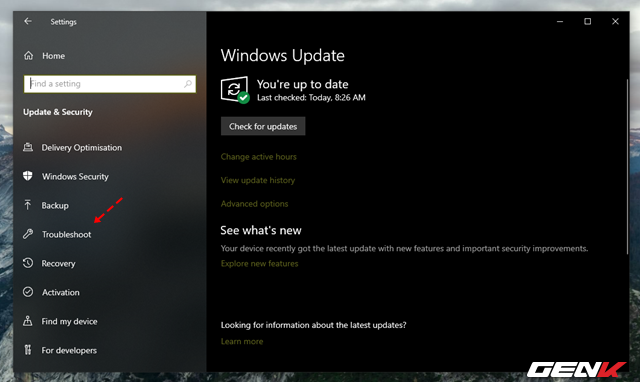 Settings
Home
Find a setting
Update & Security
Delivery Optimisation
Windows Security
Backup
Troubleshoot
Recovery
Activation
Find my device
For developers
Windows Update
You're up to date
Last checked: Today, 8:26 AM
Check for updates
Change active hours
View update history
Advanced options
See what's new
Your device recently got the latest update with new features and important security improvements.
Explore new features
Looking for information about the latest updates?
Learn more
GENK